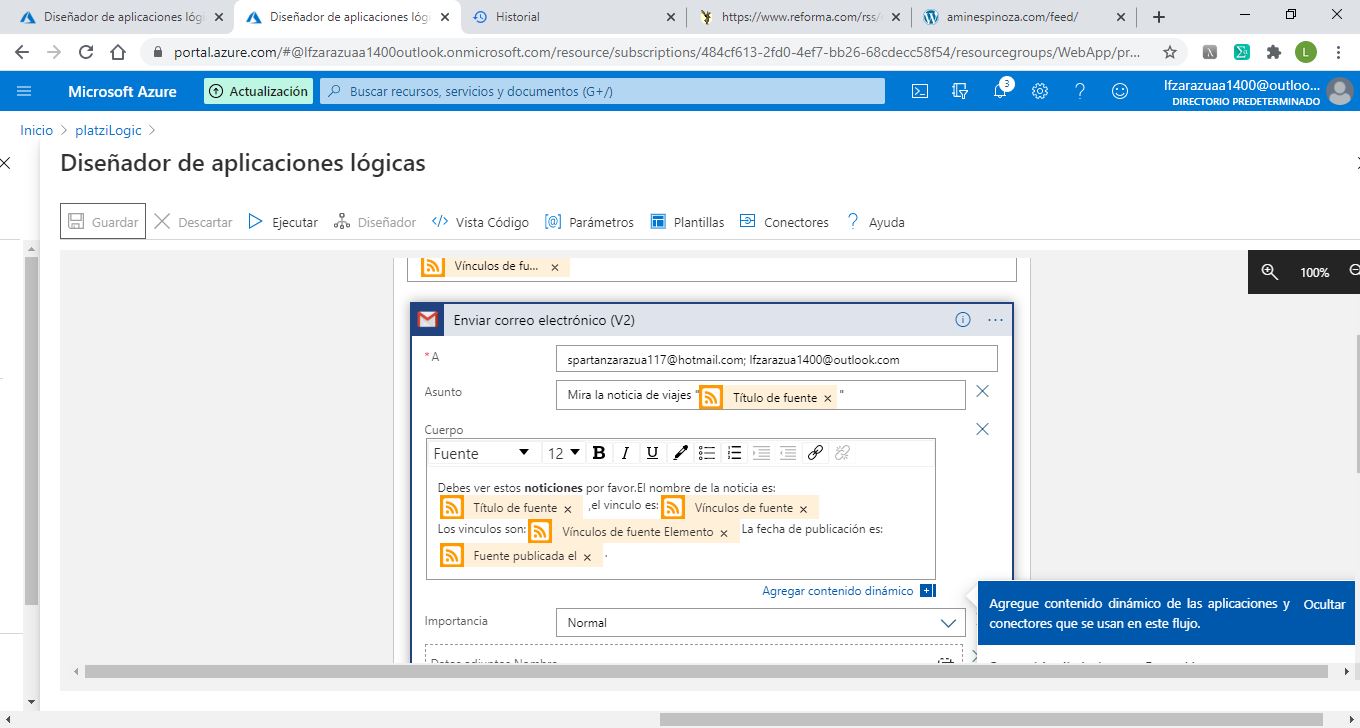 Diseñador de aplicaciones lógi
Diseñador de aplicaciones lógi
Historial
https://www.reforma.com/rss/
aminespinoza.com/feed/
portal.azure.com/#@lfzarazuaa1400outlook.onmicrosoft.com/resource/subscriptions/484cf613-2fd0-4ef7-bb26-68cdecc58f54/resourcegroups/WebApp/pr...
L
Microsoft Azure
Actualización
Buscar recursos, servicios y documentos (G+/)
3
lfzarazuaa1400@outloo...
DIRECTORIO PREDETERMINADO
Inicio > platziLogic >
Diseñador de aplicaciones lógicas
Guardar Descartar Ejecutar Diseñador Vista Código Parámetros Plantillas Conectores Ayuda
100%
Vínculos de fu...
Enviar correo electrónico (V2)
* A
spartanzarazua117@hotmail.com; lfzarazua1400@outlook.com
Asunto
Mira la noticia de viajes " Título de fuente "
Cuerpo
Fuente 12 B I U
Debes ver estos noticiones por favor.El nombre de la noticia es:
Título de fuente ,el vinculo es: Vínculos de fuente
Los vinculos son: Vínculos de fuente Elemento La fecha de publicación es:
Fuente publicada el .
Agregar contenido dinámico
Agregue contenido dinámico de las aplicaciones y conectores que se usan en este flujo.
Ocultar
Importancia
Normal
Datos adjuntos Nombre